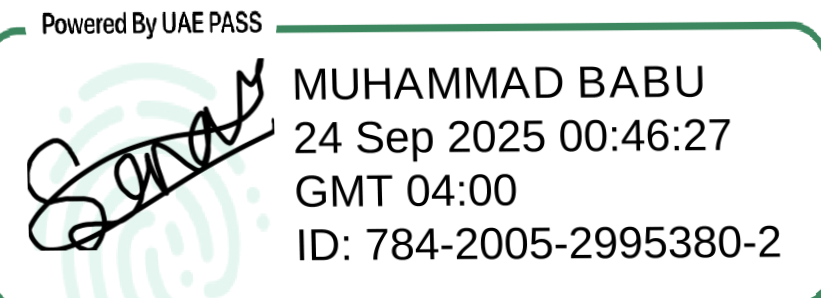 Powered By UAE PASS
MUHAMMAD BABU
24 Sep 2025 00:46:27
GMT 04:00
ID: 784-2005-2995380-2